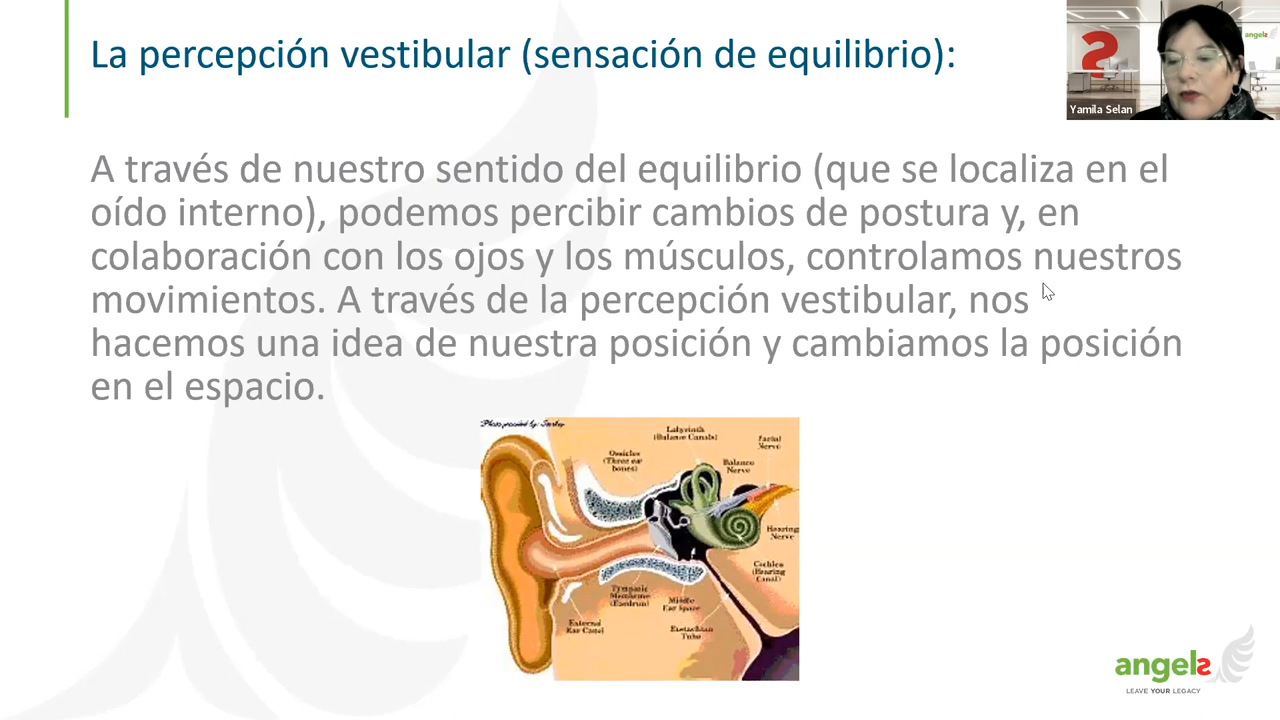 La percepción vestibular (sensación de equilibrio):
angels
Yamila Selan
A través de nuestro sentido del equilibrio (que se localiza en el
oído interno), podemos percibir cambios de postura y, en
colaboración con los ojos y los músculos, controlamos nuestros
movimientos. A través de la percepción vestibular, nos
hacemos una idea de nuestra posición y cambiamos la posición
en el espacio.
Photo provided by:
Labyrinth
(Balance Canals)
Facial
Nerve
Ossicles
(Three ear
bones)
Balance
Nerve
Hearing
Nerve
Cochlea
(Hearing
Canal)
Tympanic
Membrane
(Eardrum)
Middle
Ear Space
External
Ear Canal
Eustachian
Tube
angels
LEAVE YOUR LEGACY